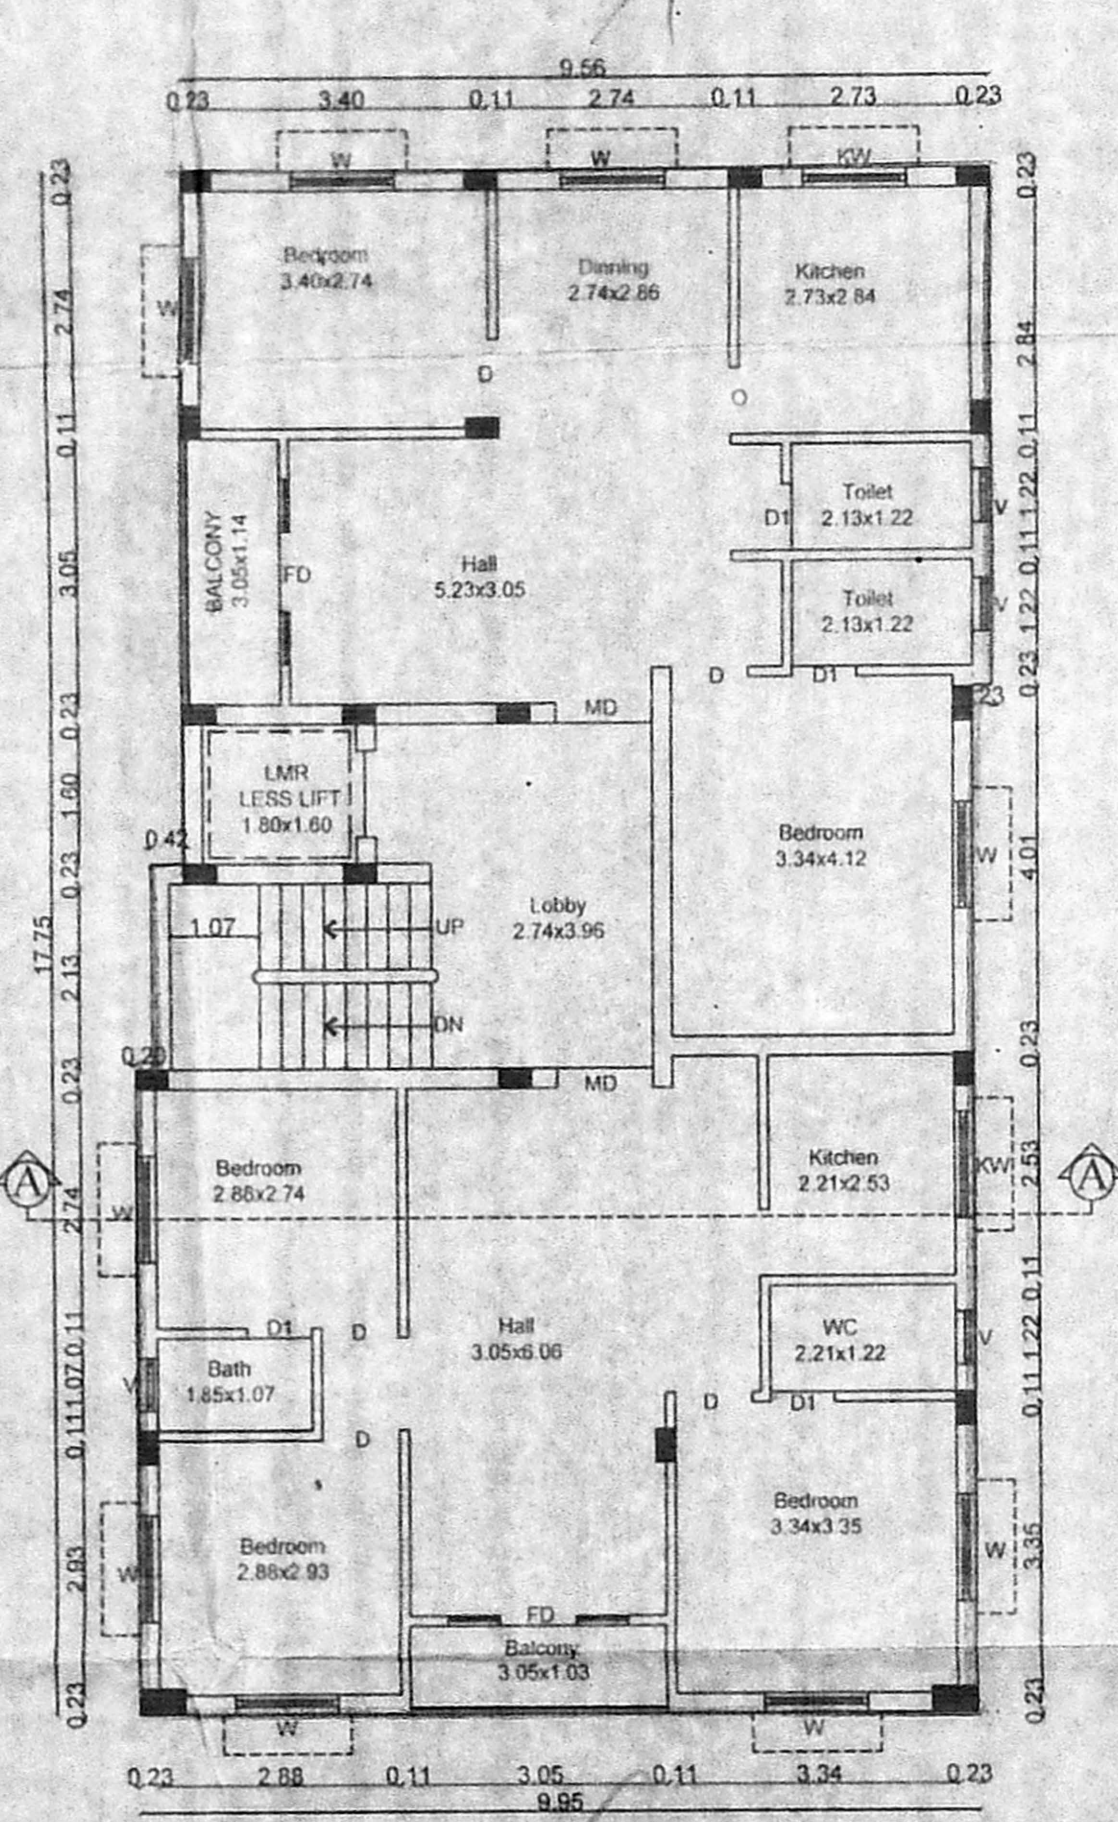 9.56
0.23 3.40 0.11 2.74 0.11 2.73 0.23
W W KW
0.23 0.23
Bedroom
3.40x2.74
Dinning
2.74x2.86
Kitchen
2.73x2.84
W
2.74
2.84
D
O
0.11 0.11
BALCONY
3.05x1.14
FD
Hall
5.23x3.05
D1
Toilet
2.13x1.22
V
1.22
0.11
3.05
Toilet
2.13x1.22
V
1.22
D D1
0.23
0.23
MD
23
LMR
LESS LIFT
1.80x1.60
1.60
0.42
0.23
Bedroom
3.34x4.12
W
4.01
Lobby
2.74x3.96
1.07
UP
17.75
2.13
DN
0.23
0.20
0.23
MD
Bedroom
2.88x2.74
Kitchen
2.21x2.53
KW
2.53
A A
2.74
W
0.11
D1 D
Hall
3.05x6.06
WC
2.21x1.22
V
1.22
0.11
Bath
1.85x1.07
V
1.07
D D1
0.11
0.11
D
Bedroom
3.34x3.35
W
3.35
Bedroom
2.88x2.93
W
2.93
FD
Balcony
3.05x1.03
0.23 0.23
W W
0.23 2.88 0.11 3.05 0.11 3.34 0.23
9.95